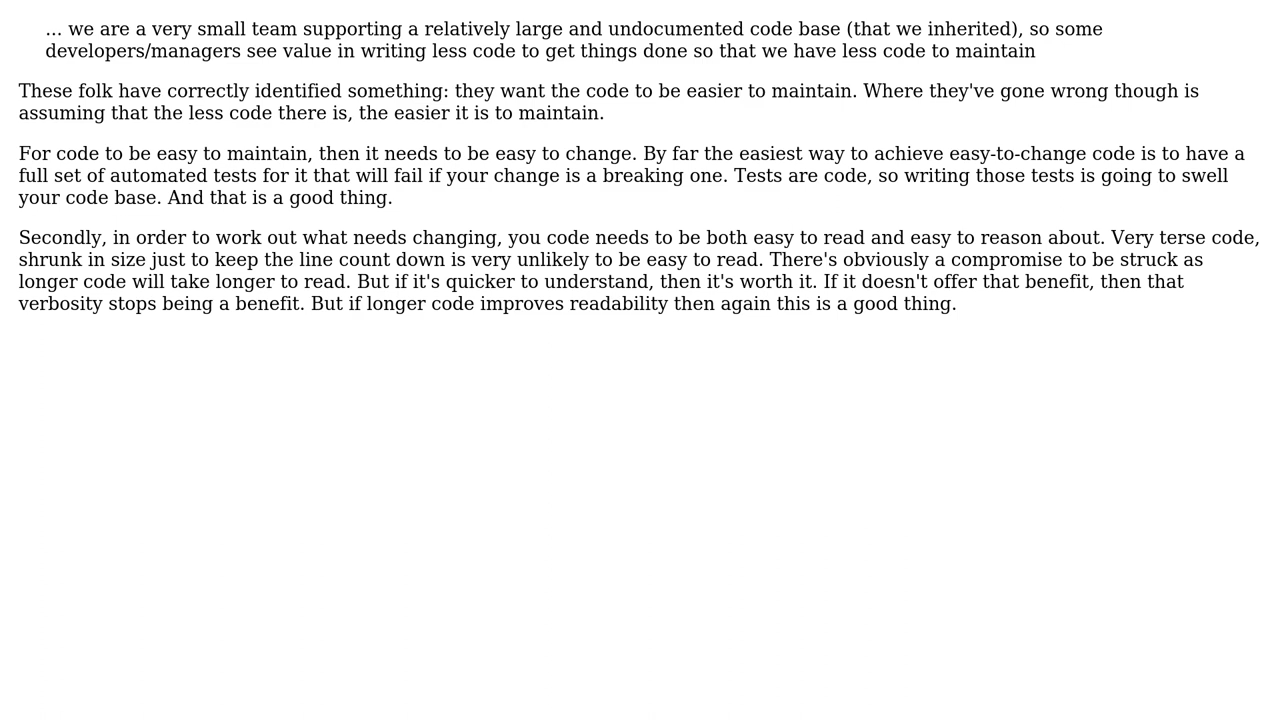 ... we are a very small team supporting a relatively large and undocumented code base (that we inherited), so some
developers/managers see value in writing less code to get things done so that we have less code to maintain
These folk have correctly identified something: they want the code to be easier to maintain. Where they've gone wrong though is
assuming that the less code there is, the easier it is to maintain.
For code to be easy to maintain, then it needs to be easy to change. By far the easiest way to achieve easy-to-change code is to have a
full set of automated tests for it that will fail if your change is a breaking one. Tests are code, so writing those tests is going to swell
your code base. And that is a good thing.
Secondly, in order to work out what needs changing, you code needs to be both easy to read and easy to reason about. Very terse code,
shrunk in size just to keep the line count down is very unlikely to be easy to read. There's obviously a compromise to be struck as
longer code will take longer to read. But if it's quicker to understand, then it's worth it. If it doesn't offer that benefit, then that
verbosity stops being a benefit. But if longer code improves readability then again this is a good thing.